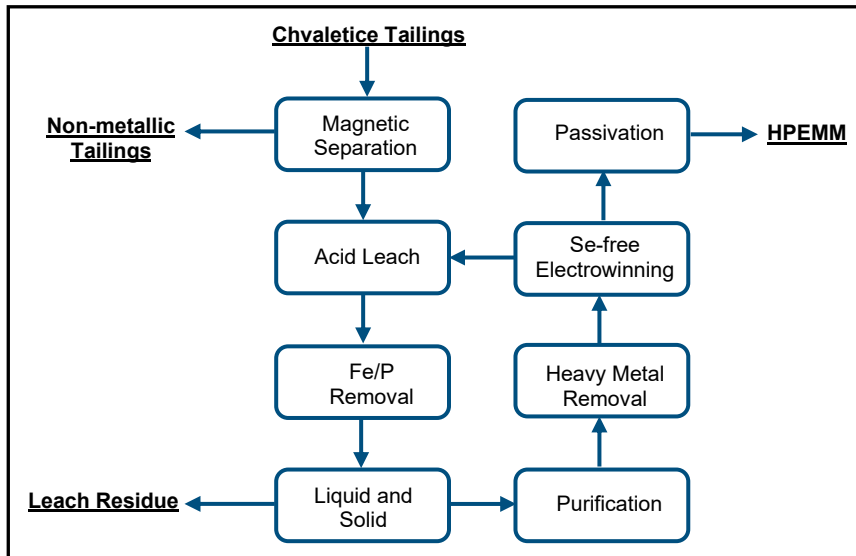 Chvaletice Tailings
Non-metallic
Tailings
Magnetic
Separation
Passivation
HPEMM
Acid Leach
Se-free
Electrowinning
Fe/P
Removal
Heavy Metal
Removal
Leach Residue
Liquid and
Solid
Purification